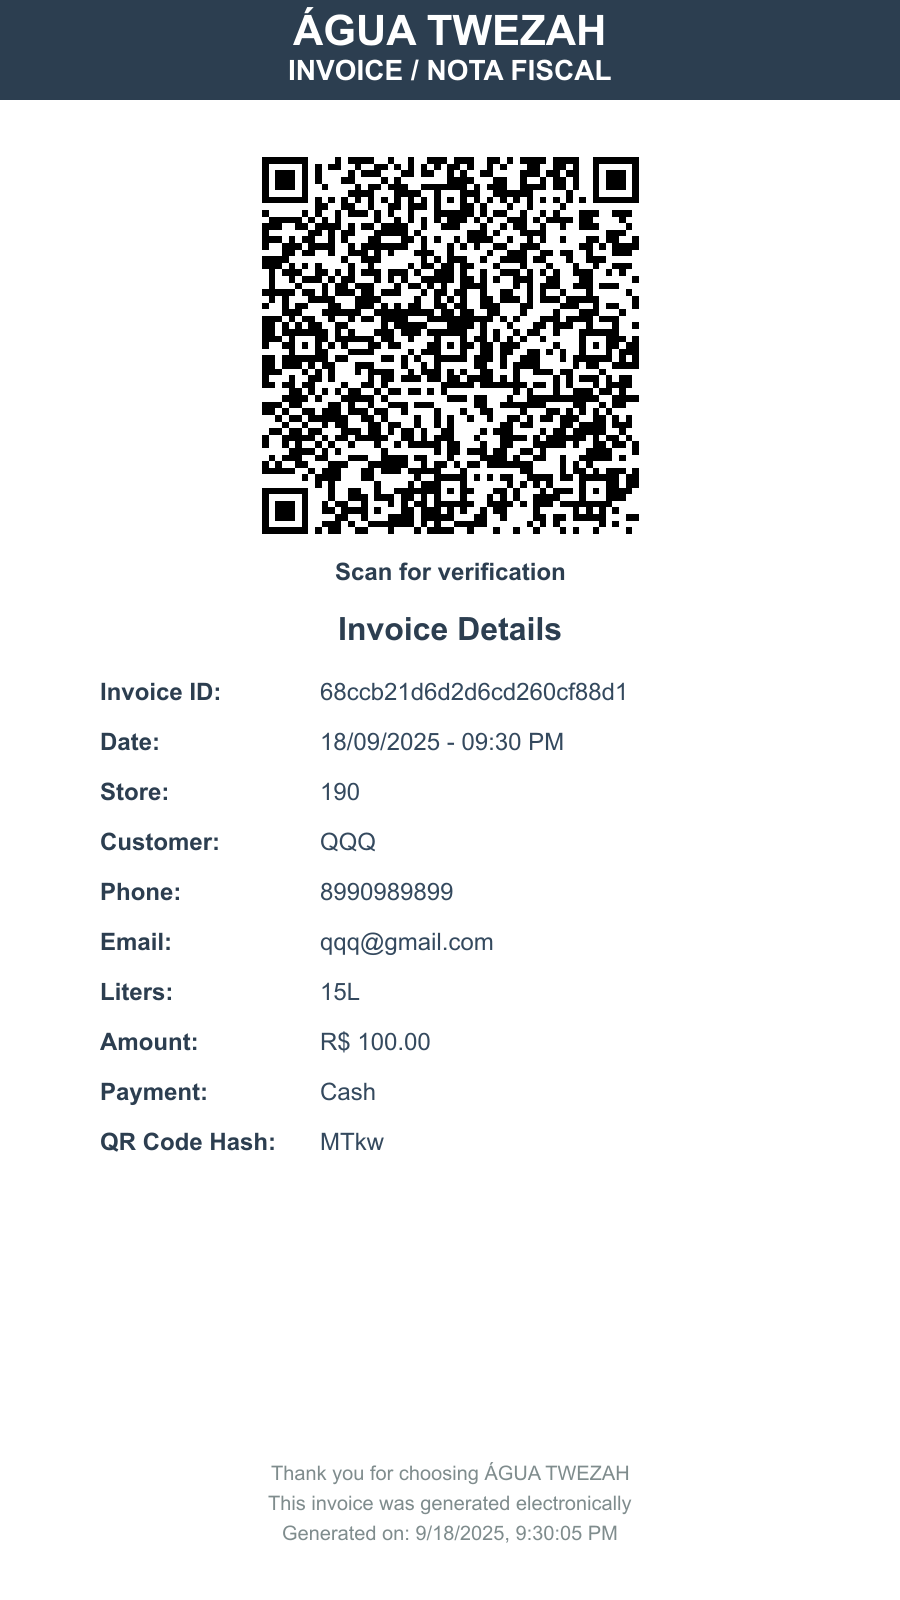 ÁGUA TWEZAH
INVOICE / NOTA FISCAL
Scan for verification
Invoice Details
Invoice ID: 68ccb21d6d2d6cd260cf88d1
Date: 18/09/2025 - 09:30 PM
Store: 190
Customer: QQQ
Phone: 8990989899
Email: qqq@gmail.com
Liters: 15L
Amount: R$ 100.00
Payment: Cash
QR Code Hash: MTkw
Thank you for choosing ÁGUA TWEZAH
This invoice was generated electronically
Generated on: 9/18/2025, 9:30:05 PM